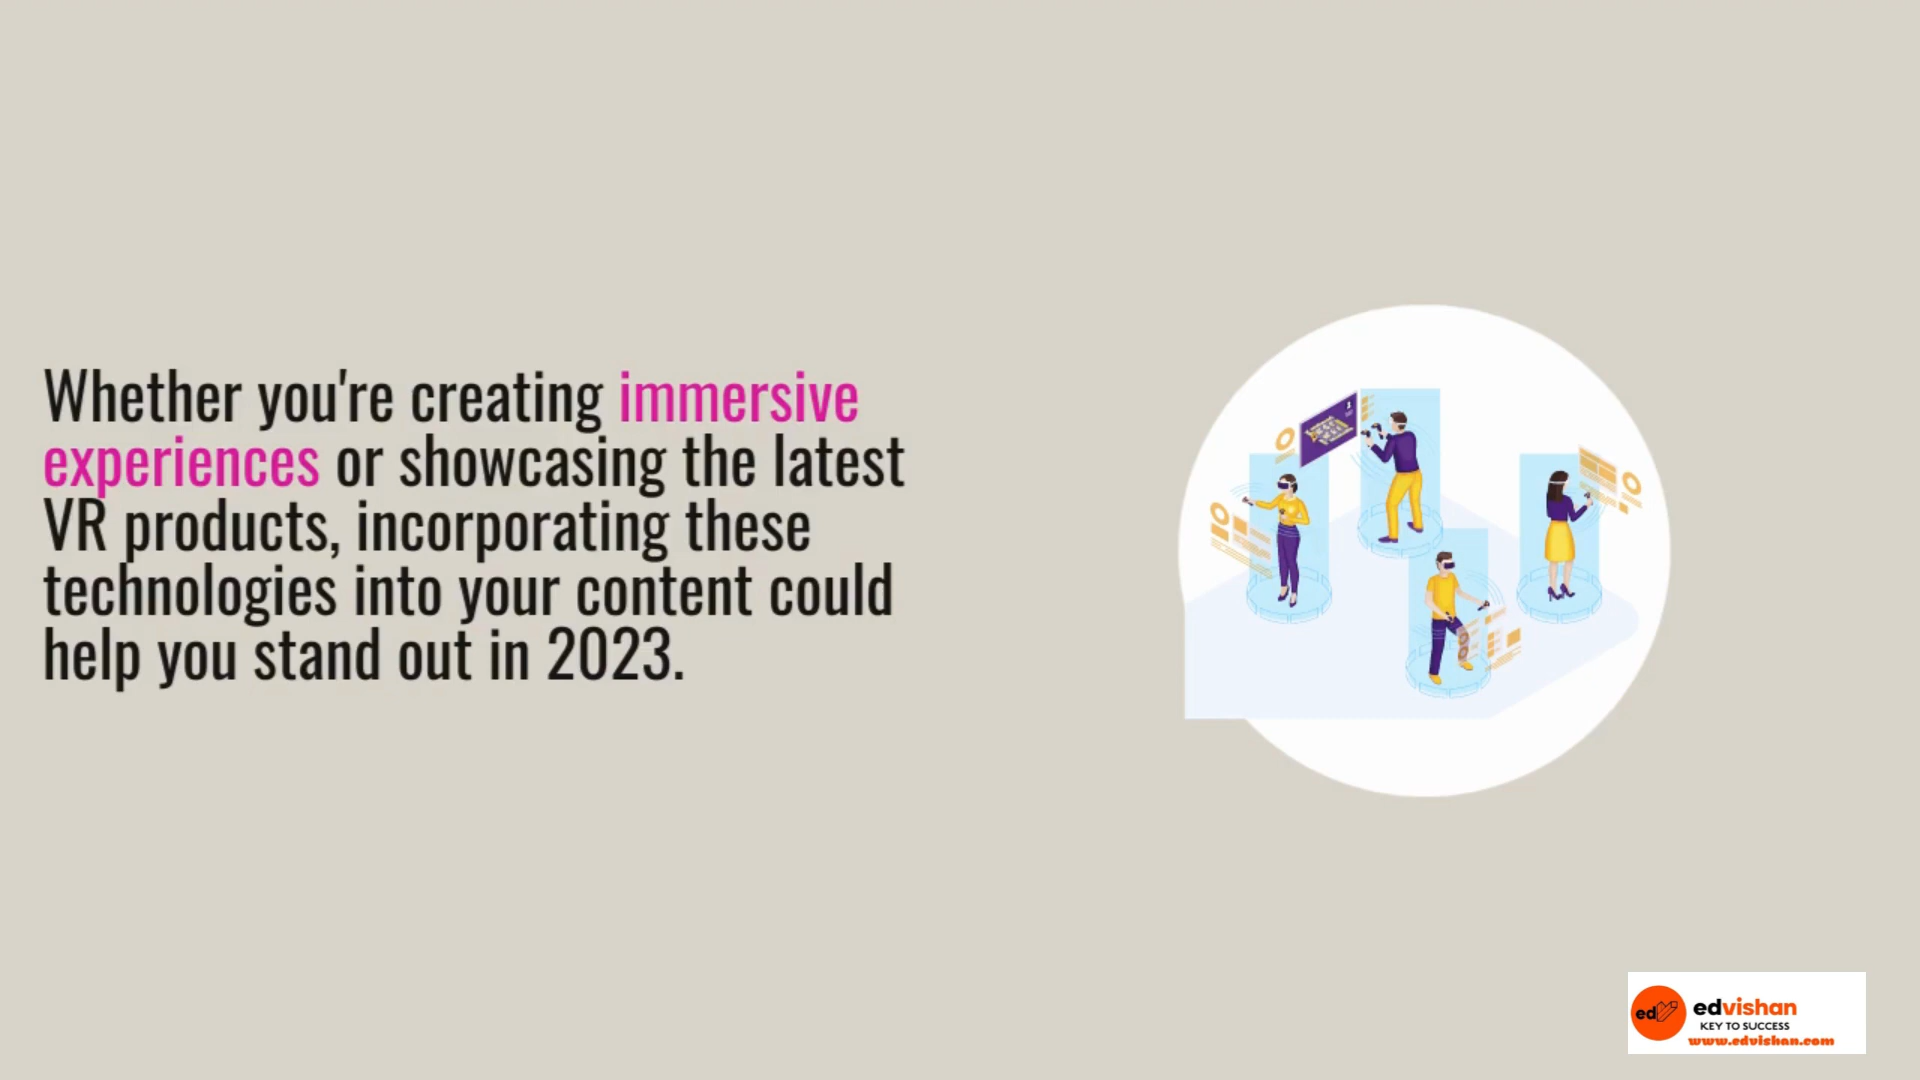 Whether you're creating immersive
experiences or showcasing the latest
VR products, incorporating these
technologies into your content could
help you stand out in 2023.
ed
edvishan
KEY TO SUCCESS
www.edvishan.com